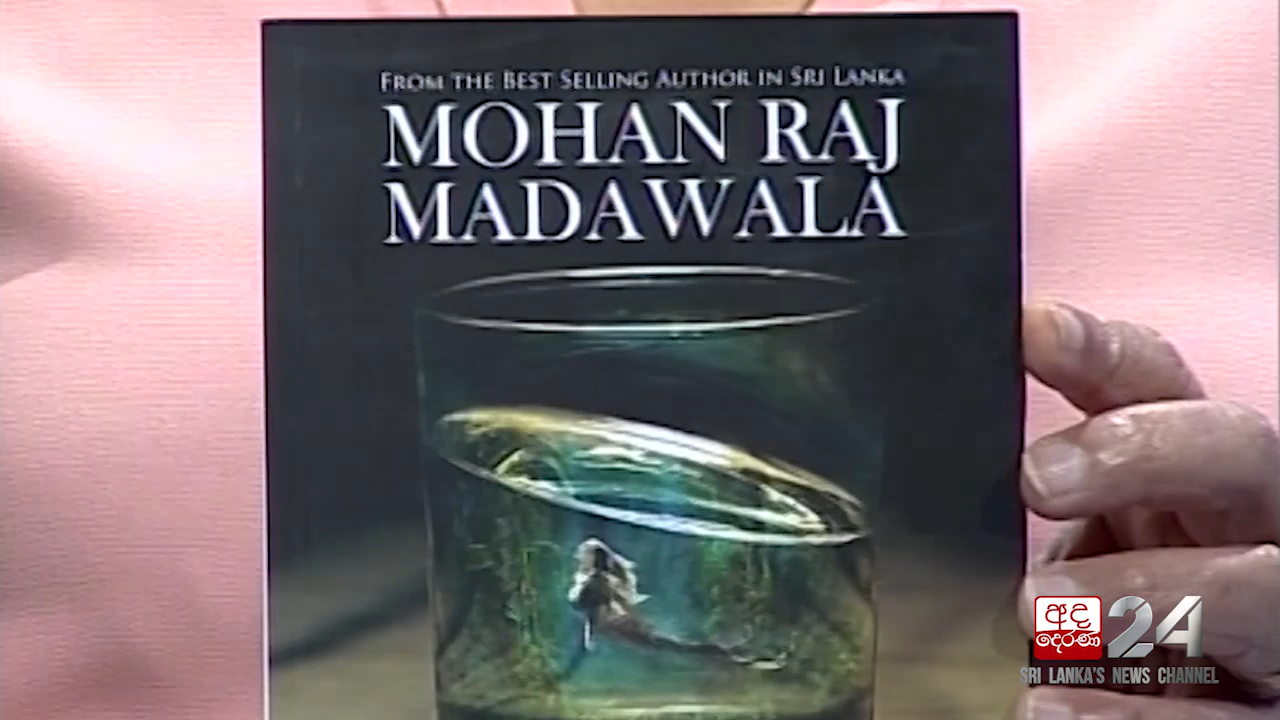 FROM THE BEST SELLING AUTHOR IN SRI LANKA
MOHAN RAJ
MADAWALA
අද
දෙරණ
24
SRI LANKA'S NEWS CHANNEL